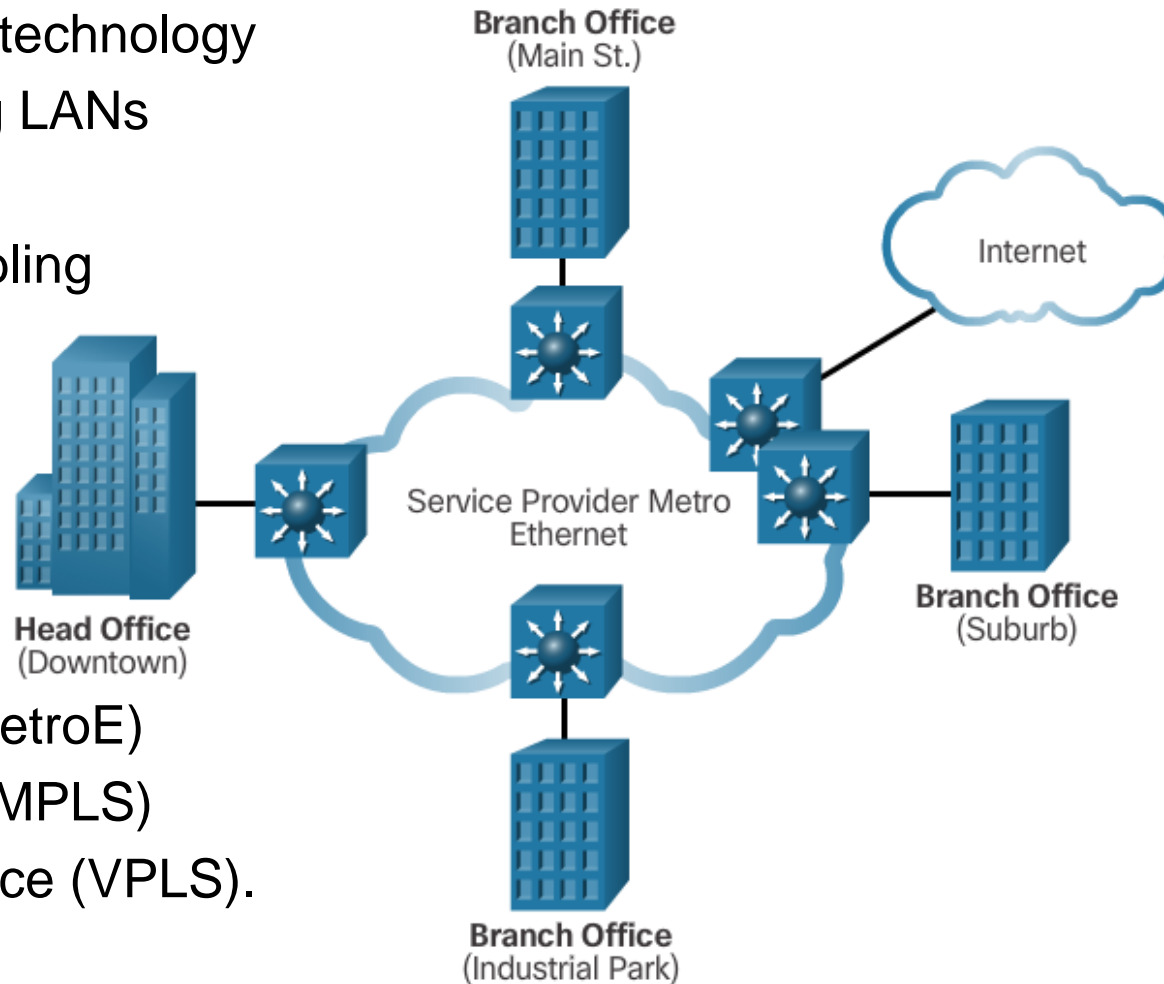 technology
LANs
etroE)
MPLS)
ce (VPLS).
Branch Office
(Main St.)
Internet
Service Provider Metro
Ethernet
Head Office
(Downtown)
Branch Office
(Suburb)
Branch Office
(Industrial Park)